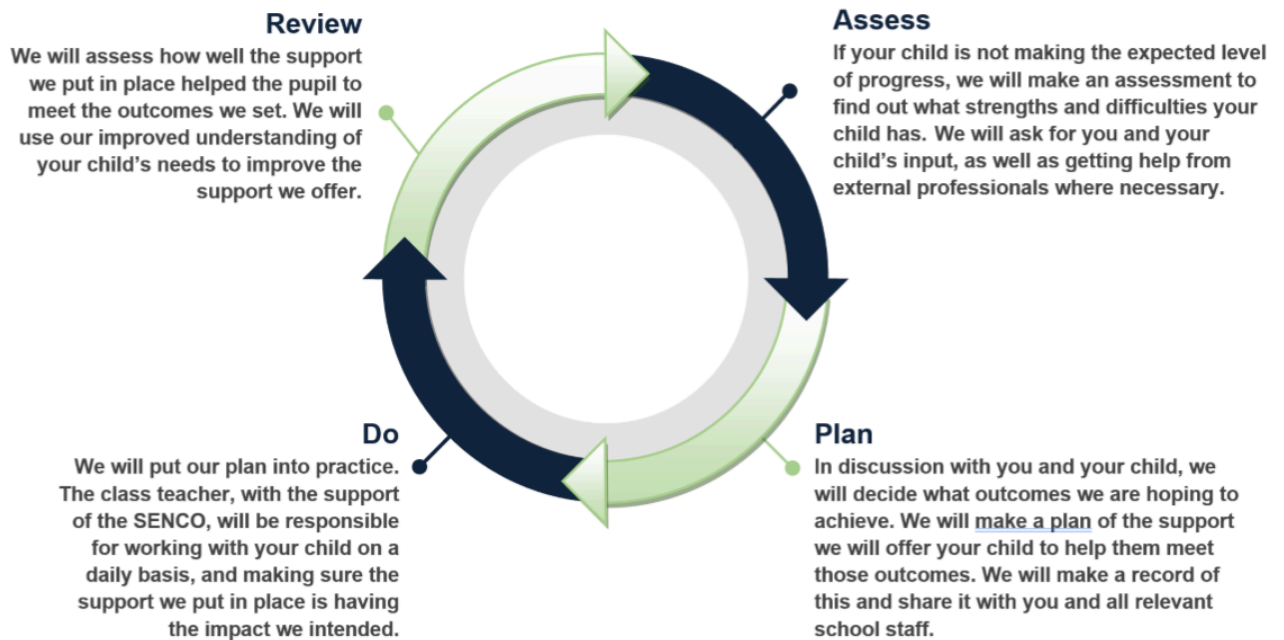 Review
We will assess how well the support
we put in place helped the pupil to
meet the outcomes we set. We will
use our improved understanding of
your child's needs to improve the
support we offer.
Assess
If your child is not making the expected level
of progress, we will make an assessment to
find out what strengths and difficulties your
child has. We will ask for you and your
child's input, as well as getting help from
external professionals where necessary.
Do
We will put our plan into practice.
The class teacher, with the support
of the SENCO, will be responsible
for working with your child on a
daily basis, and making sure the
support we put in place is having
the impact we intended.
Plan
In discussion with you and your child, we
will decide what outcomes we are hoping to
achieve. We will make a plan of the support
we will offer your child to help them meet
those outcomes. We will make a record of
this and share it with you and all relevant
school staff.